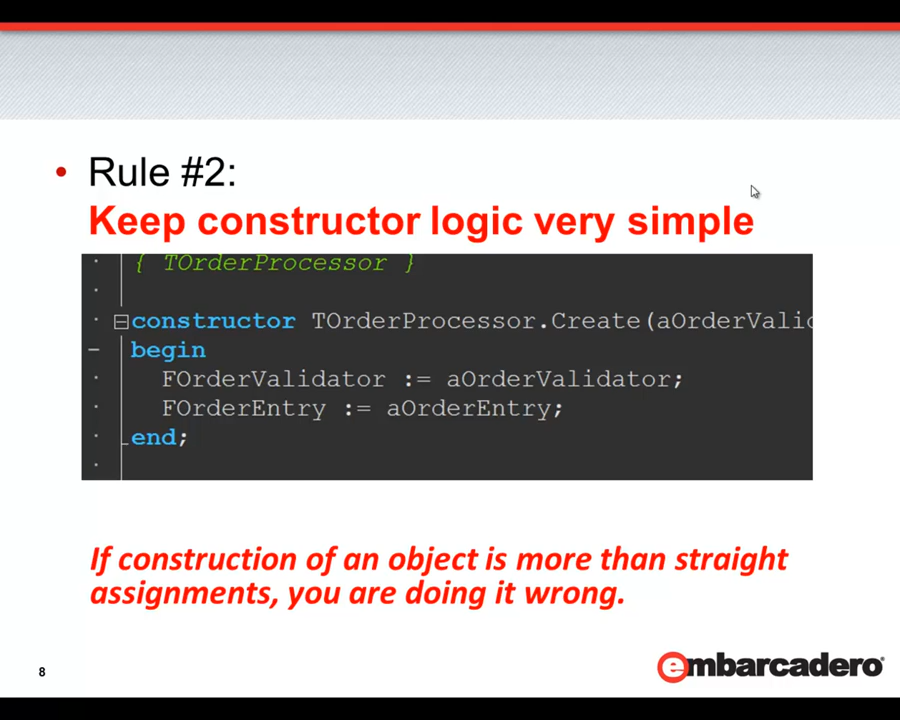 • Rule #2:
Keep constructor logic very simple
{ TOrderProcessor }
constructor TOrderProcessor.Create(aOrderValid
begin
FOrderValidator := aOrderValidator;
FOrderEntry := aOrderEntry;
end;
If construction of an object is more than straight
assignments, you are doing it wrong.
8
embarcadero®